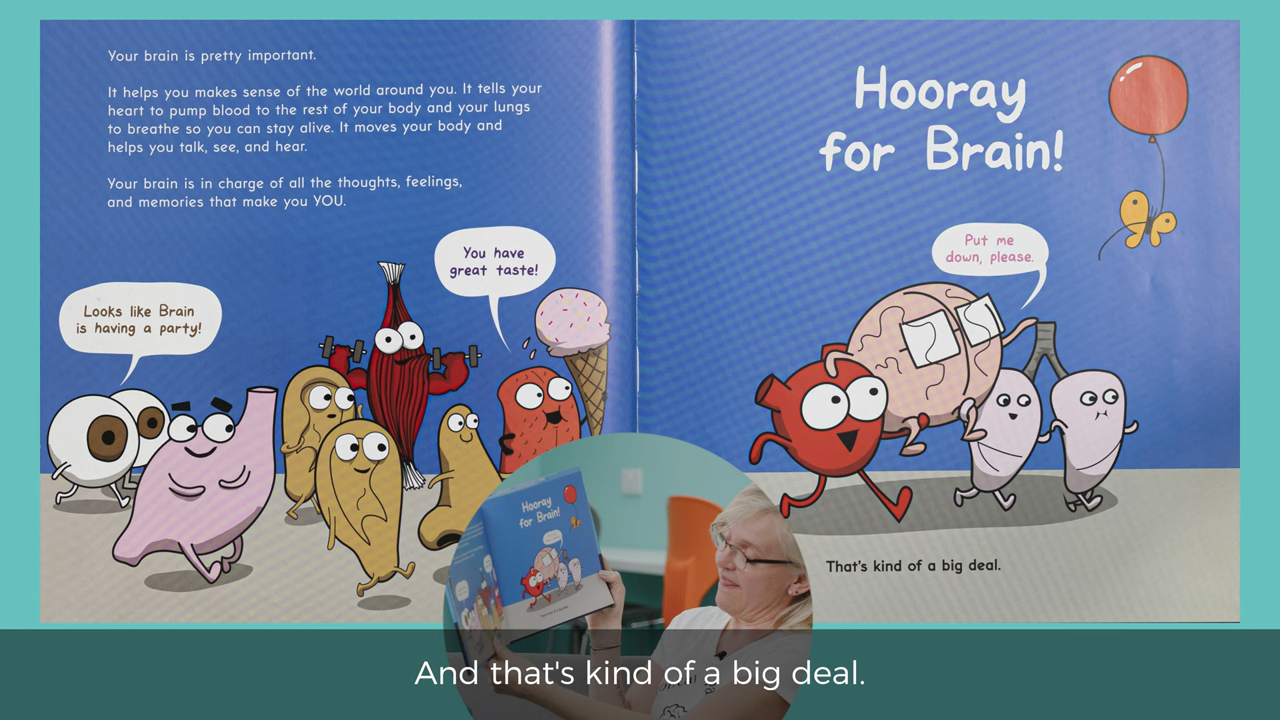 Your brain is pretty important.
It helps you makes sense of the world around you. It tells your
heart to pump blood to the rest of your body and your lungs
to breathe so you can stay alive. It moves your body and
helps you talk, see, and hear.
Your brain is in charge of all the thoughts, feelings,
and memories that make you YOU.
Looks like Brain
is having a party!
You have
great taste!
Hooray
for Brain!
Put me
down, please.
That's kind of a big deal.
Hooray
for Brain!
And that's kind of a big deal.